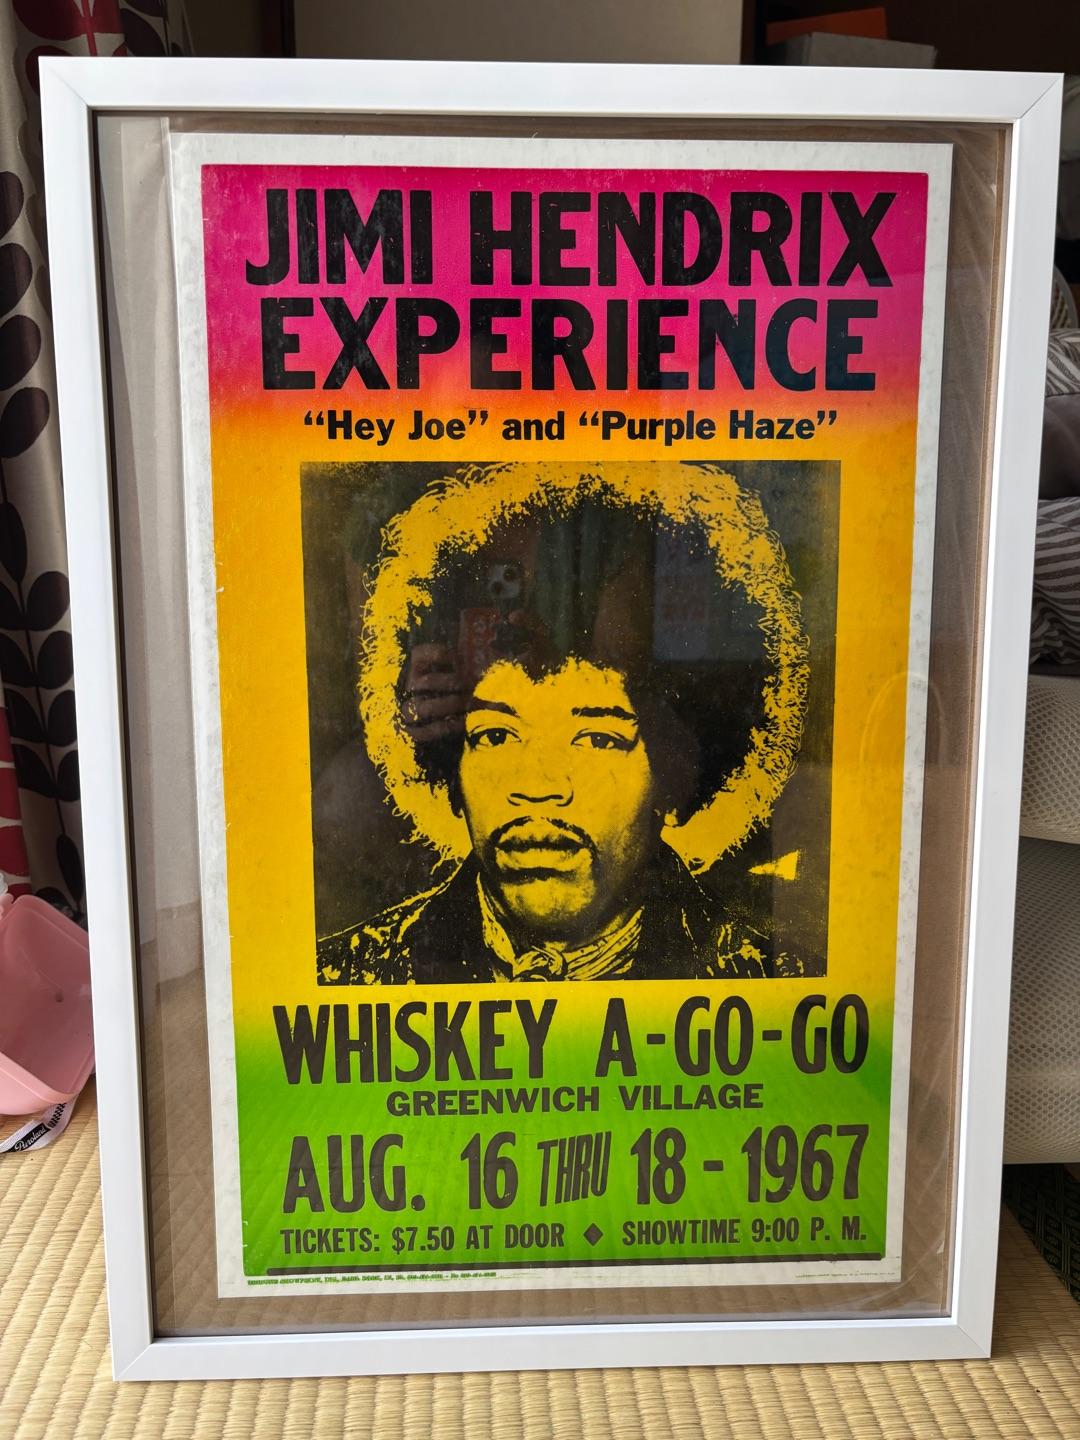 JIMI HENDRIX
EXPERIENCE
“Hey Joe” and “Purple Haze”
WHISKEY A-GO-GO
GREENWICH VILLAGE
AUG. 16 THRU 18 - 1967
TICKETS: $7.50 AT DOOR ◆ SHOWTIME 9:00 P. M.